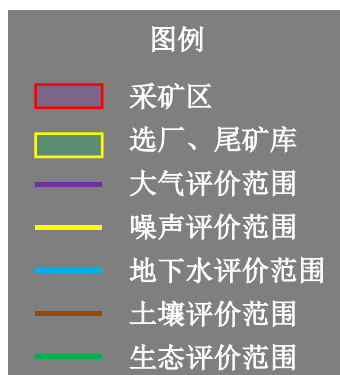 图例
采矿区
选厂、尾矿库
大气评价范围
噪声评价范围
地下水评价范围
土壤评价范围
生态评价范围